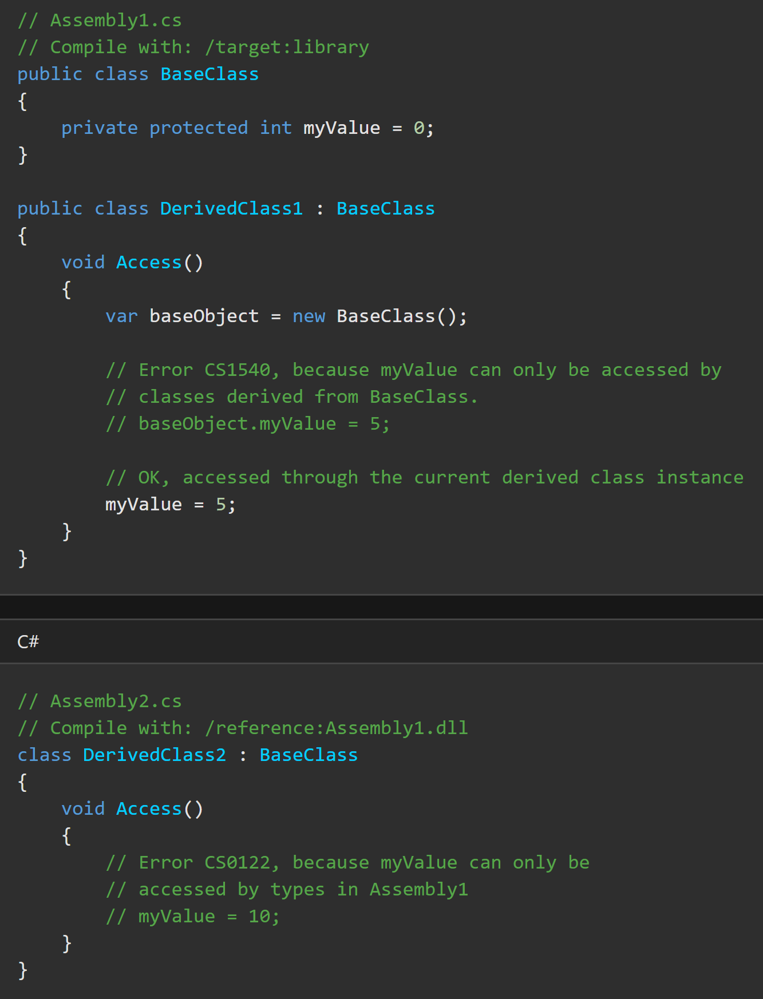 // Assembly1.cs
// Compile with: /target:library
public class BaseClass
{
    private protected int myValue = 0;
}

public class DerivedClass1 : BaseClass
{
    void Access()
    {
        var baseObject = new BaseClass();

        // Error CS1540, because myValue can only be accessed by
        // classes derived from BaseClass.
        // baseObject.myValue = 5;

        // OK, accessed through the current derived class instance
        myValue = 5;
    }
}

C#

// Assembly2.cs
// Compile with: /reference:Assembly1.dll
class DerivedClass2 : BaseClass
{
    void Access()
    {
        // Error CS0122, because myValue can only be
        // accessed by types in Assembly1
        // myValue = 10;
    }
}